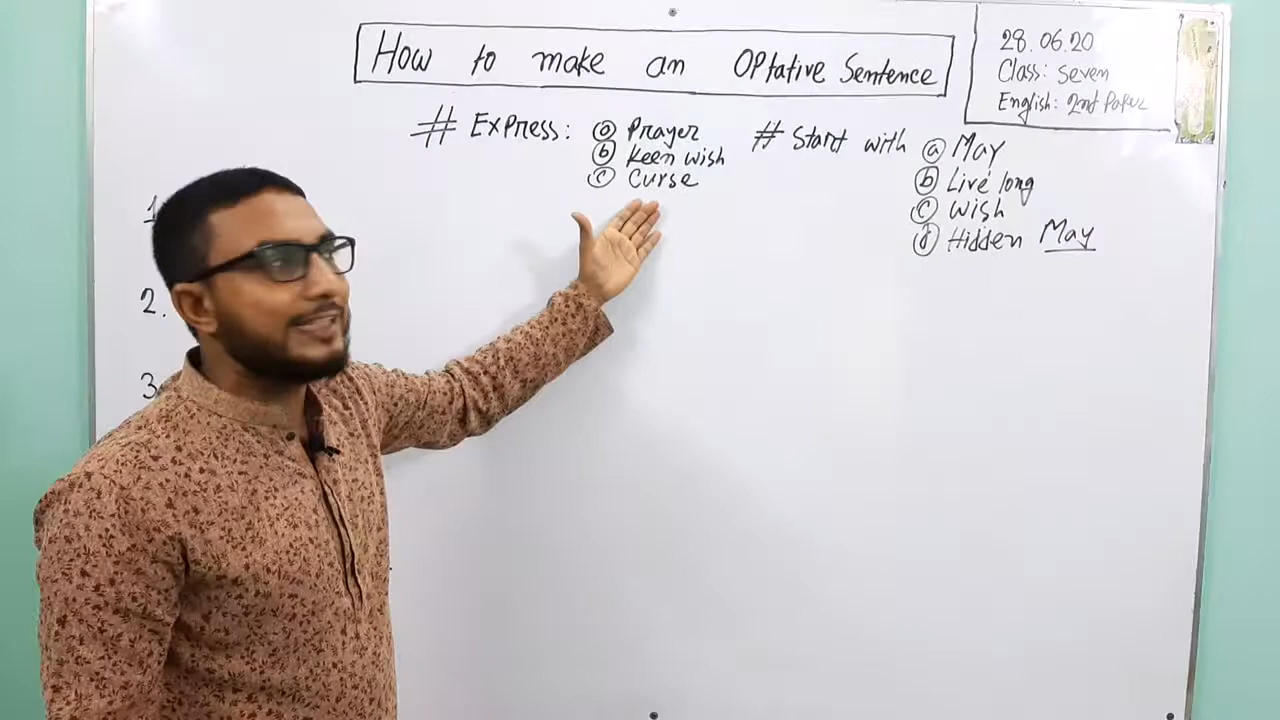 How to make an Optative Sentence
28.06.20
Class: Seven
English: 2nd Paper
# Express: (a) Prayer
(b) Keen wish
(c) Curse
# Start with (a) May
(b) Live long
(c) Wish
(d) Hidden May
1.
2.
3.